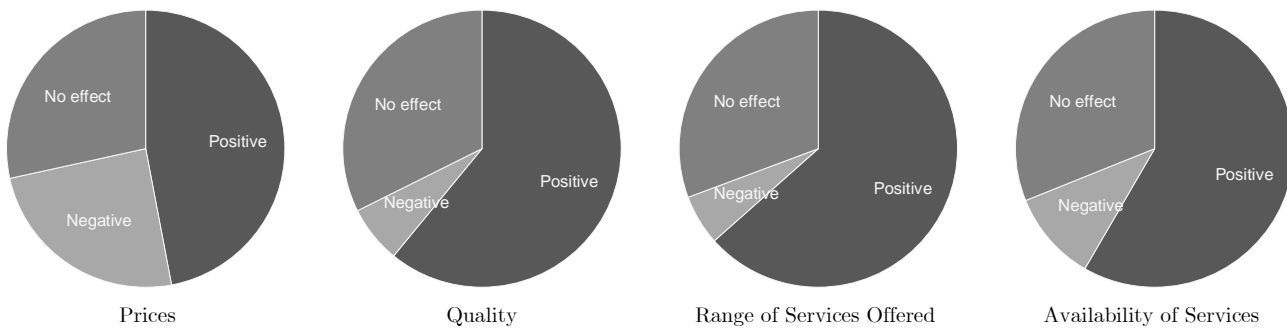 No effect
Positive
Negative
Prices
No effect
Positive
Negative
Quality
No effect
Positive
Negative
Range of Services Offered
No effect
Positive
Negative
Availability of Services